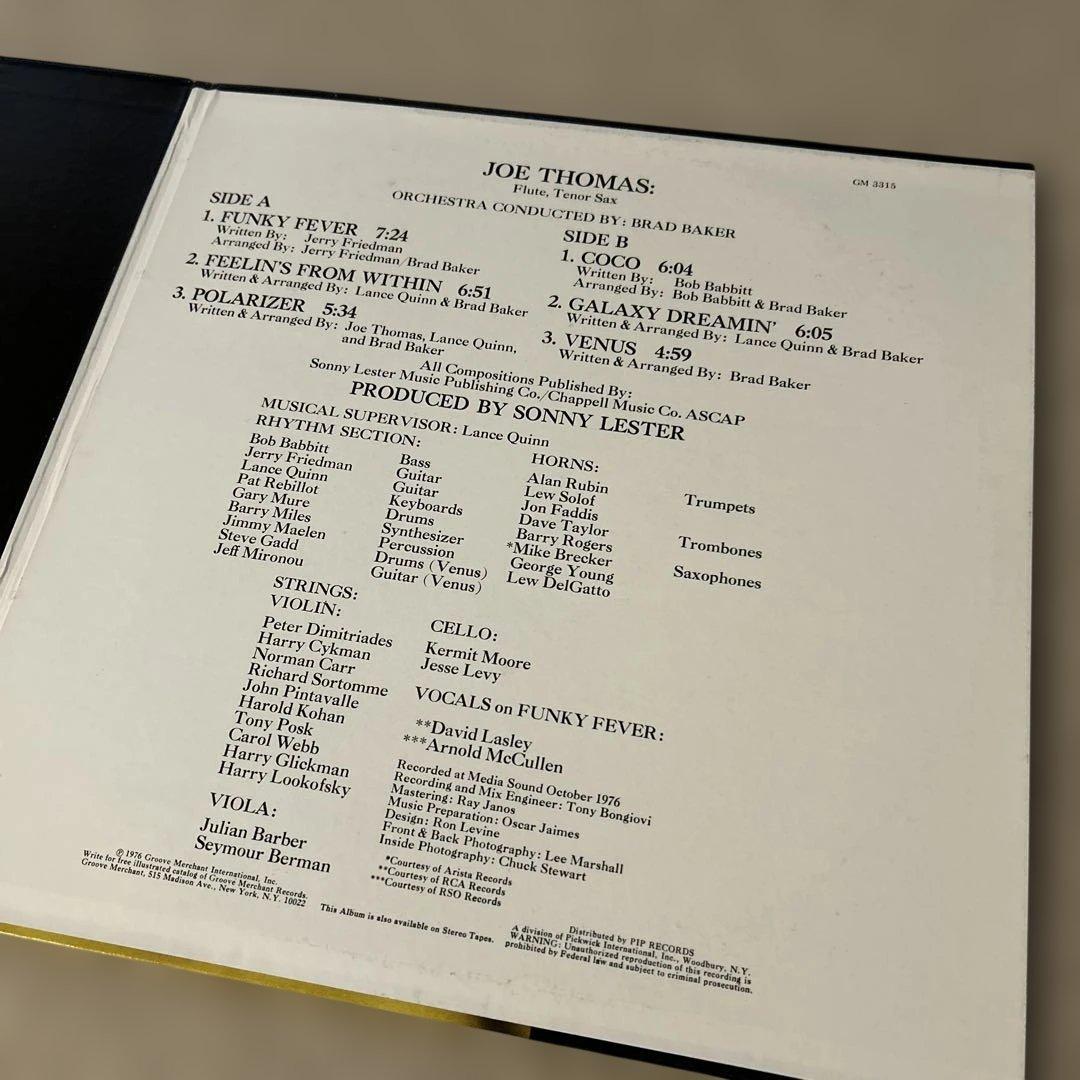 JOE THOMAS:
Flute, Tenor Sax
GM 3315
ORCHESTRA CONDUCTED BY: BRAD BAKER
SIDE A
1. FUNKY FEVER 7:24
Written By: Jerry Friedman
Arranged By: Jerry Friedman/Brad Baker
2. FEELIN'S FROM WITHIN 6:51
Written & Arranged By: Lance Quinn & Brad Baker
3. POLARIZER 5:34
Written & Arranged By: Joe Thomas, Lance Quinn,
and Brad Baker
SIDE B
1. COCO 6:04
Written By: Bob Babbitt
Arranged By: Bob Babbitt & Brad Baker
2. GALAXY DREAMIN' 6:05
Written & Arranged By: Lance Quinn & Brad Baker
3. VENUS 4:59
Written & Arranged By: Brad Baker
All Compositions Published By:
Sonny Lester Music Publishing Co./Chappell Music Co. ASCAP
PRODUCED BY SONNY LESTER
MUSICAL SUPERVISOR: Lance Quinn
RHYTHM SECTION:
Bob Babbitt Bass
Jerry Friedman Guitar
Lance Quinn Guitar
Pat Rebillot Keyboards
Gary Mure Drums
Barry Miles Synthesizer
Jimmy Maelen Percussion
Steve Gadd Drums (Venus)
Jeff Mironou Guitar (Venus)
HORNS:
Alan Rubin
Lew Solof Trumpets
Jon Faddis
Dave Taylor
Barry Rogers Trombones
*Mike Brecker
George Young Saxophones
Lew DelGatto
STRINGS:
VIOLIN:
Peter Dimitriades
Harry Cykman
Norman Carr
Richard Sortomme
John Pintavalle
Harold Kohan
Tony Posk
Carol Webb
Harry Glickman
Harry Lookofsky
VIOLA:
Julian Barber
Seymour Berman
CELLO:
Kermit Moore
Jesse Levy
VOCALS on FUNKY FEVER:
**David Lasley
***Arnold McCullen
Recorded at Media Sound October 1976
Recording and Mix Engineer: Tony Bongiovi
Mastering: Ray Janos
Music Preparation: Oscar Jaimes
Design: Ron Levine
Front & Back Photography: Lee Marshall
Inside Photography: Chuck Stewart
*Courtesy of Arista Records
**Courtesy of RCA Records
***Courtesy of RSO Records
℗ 1976 Groove Merchant International, Inc.
Write for free illustrated catalog of Groove Merchant Records.
Groove Merchant, 515 Madison Ave., New York, N.Y. 10022
This Album is also available on Stereo Tapes.
Distributed by PIP RECORDS
A division of Pickwick International, Inc., Woodbury, N.Y.
WARNING: Unauthorized reproduction of this recording is
prohibited by Federal law and subject to criminal prosecution.